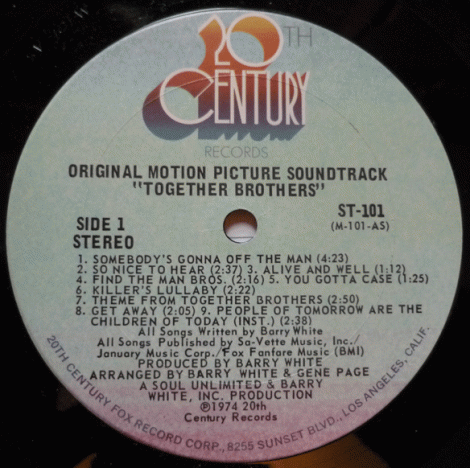 20TH
CENTURY
RECORDS
ORIGINAL MOTION PICTURE SOUNDTRACK
"TOGETHER BROTHERS"
SIDE 1
STEREO
ST-101
(M-101-AS)
1. SOMEBODY'S GONNA OFF THE MAN (4:23)
2. SO NICE TO HEAR (2:37) 3. ALIVE AND WELL (1:12)
4. FIND THE MAN BROS. (2:16) 5. YOU GOTTA CASE (1:25)
6. KILLER'S LULLABY (2:22)
7. THEME FROM TOGETHER BROTHERS (2:50)
8. GET AWAY (2:05) 9. PEOPLE OF TOMORROW ARE THE
CHILDREN OF TODAY (INST.) (2:38)
All Songs Written by Barry White
All Songs Published by Sa-Vette Music, Inc./
January Music Corp./Fox Fanfare Music (BMI)
PRODUCED BY BARRY WHITE
ARRANGED BY BARRY WHITE & GENE PAGE
A SOUL UNLIMITED & BARRY
WHITE, INC. PRODUCTION
Ⓟ1974 20th
Century Records
20TH CENTURY FOX RECORD CORP., 8255 SUNSET BLVD., LOS ANGELES, CALIF.